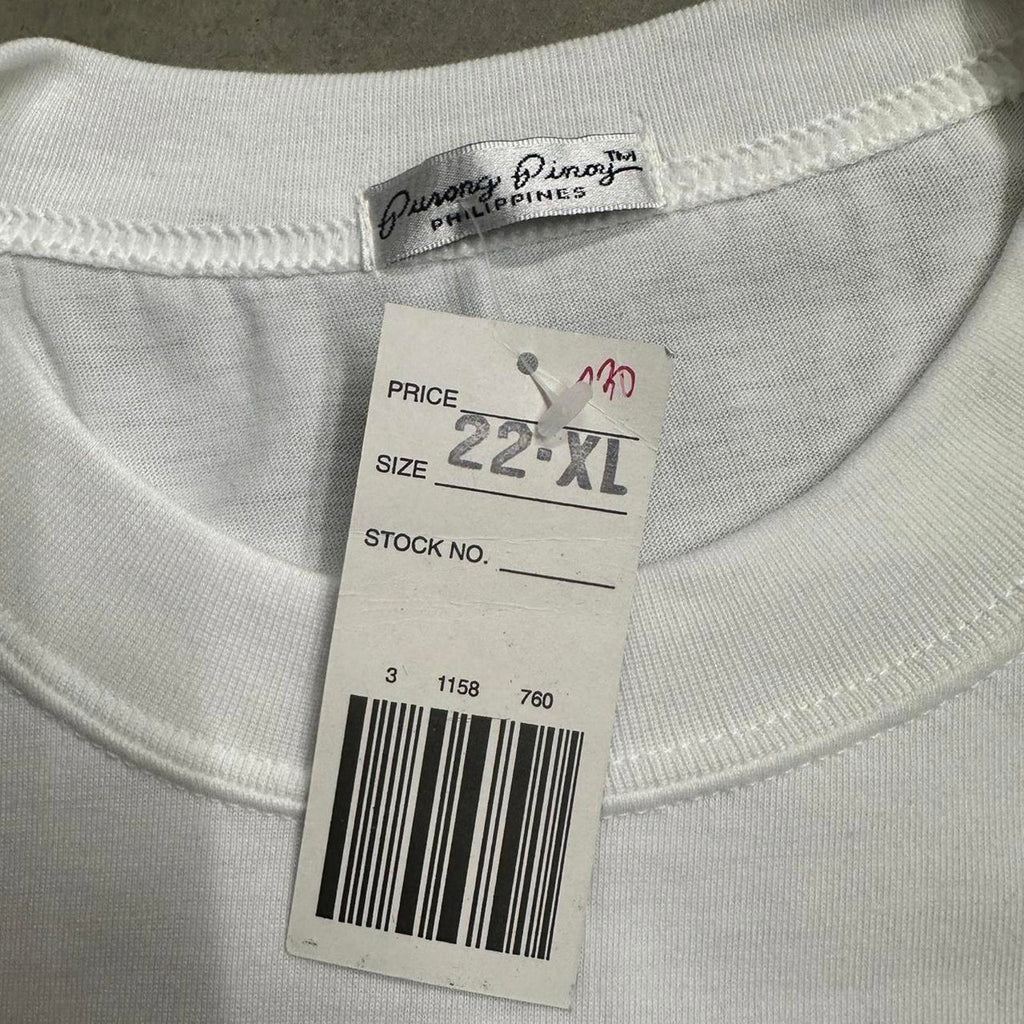 Purong Pinoy™
PHILIPPINES
PRICE
SIZE 22-XL
STOCK NO.
3 1158 760